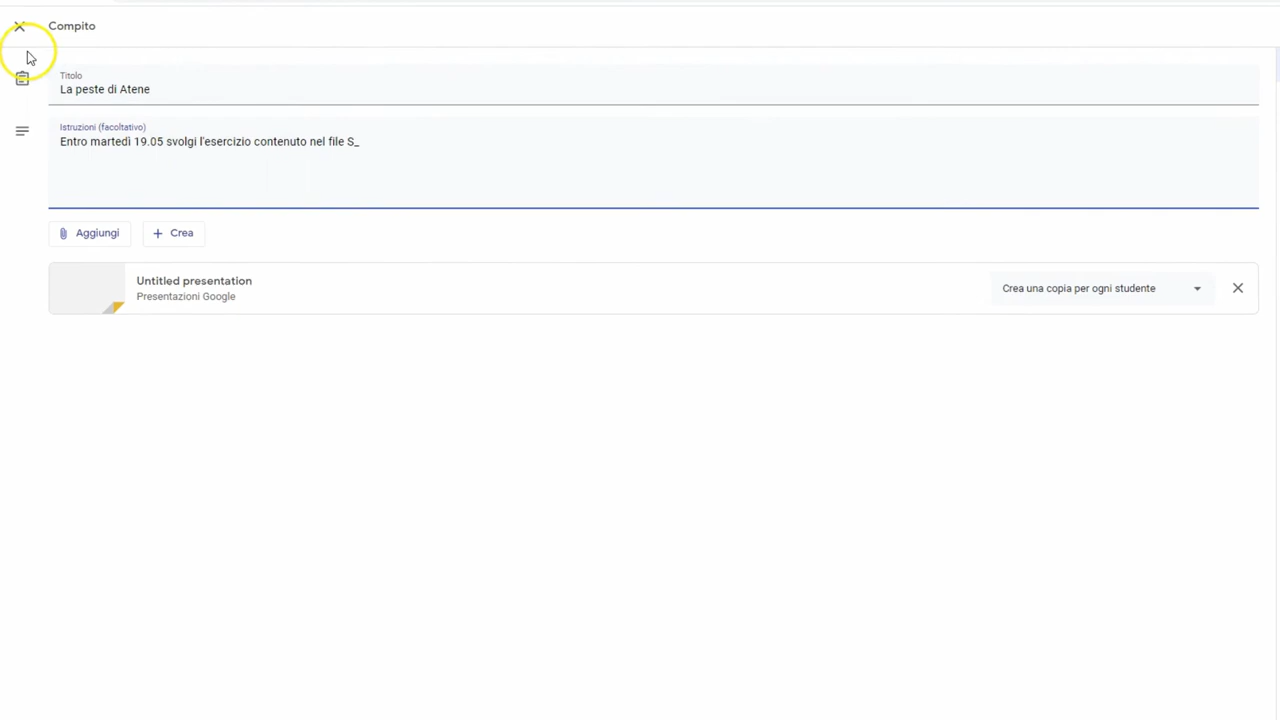 Compito
Titolo
La peste di Atene
Istruzioni (facoltativo)
Entro martedì 19.05 svolgi l'esercizio contenuto nel file S_
Aggiungi
Crea
Untitled presentation
Presentazioni Google
Crea una copia per ogni studente